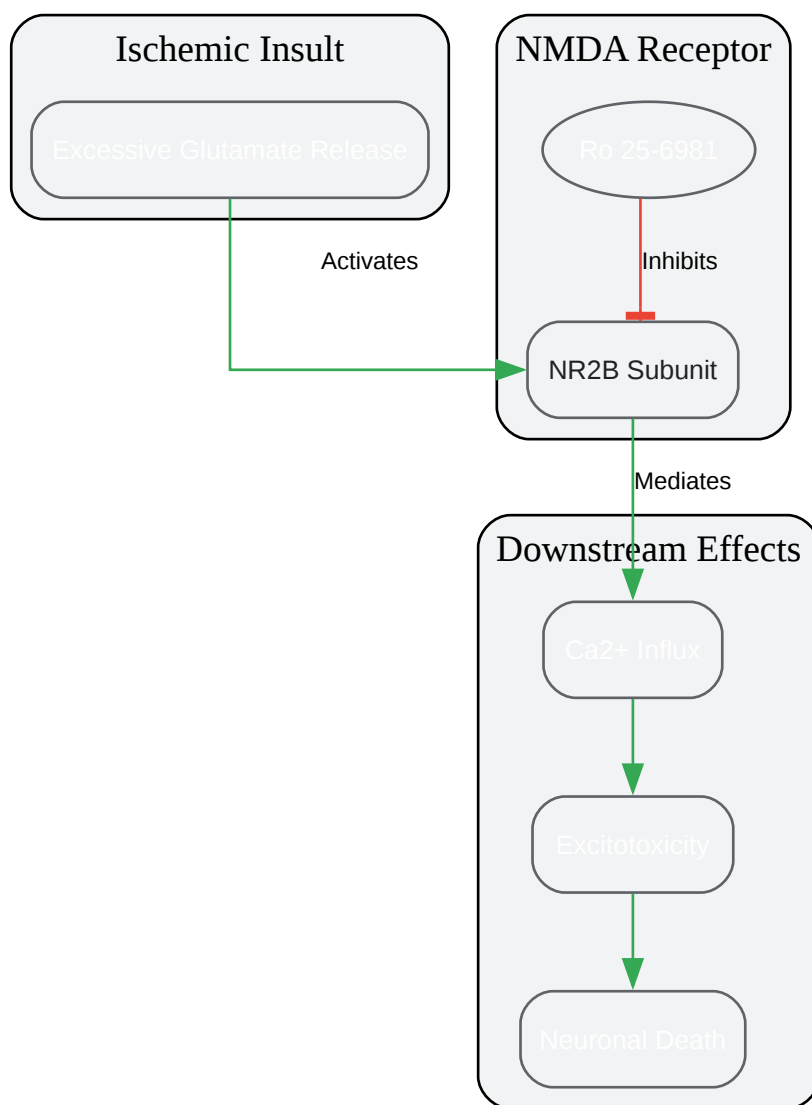 Ischemic Insult
NMDA Receptor
Excessive Glutamate Release
Ro 25-6981
Activates
Inhibits
NR2B Subunit
Mediates
Downstream Effects
Ca2+ Influx
Excitotoxicity
Neuronal Death